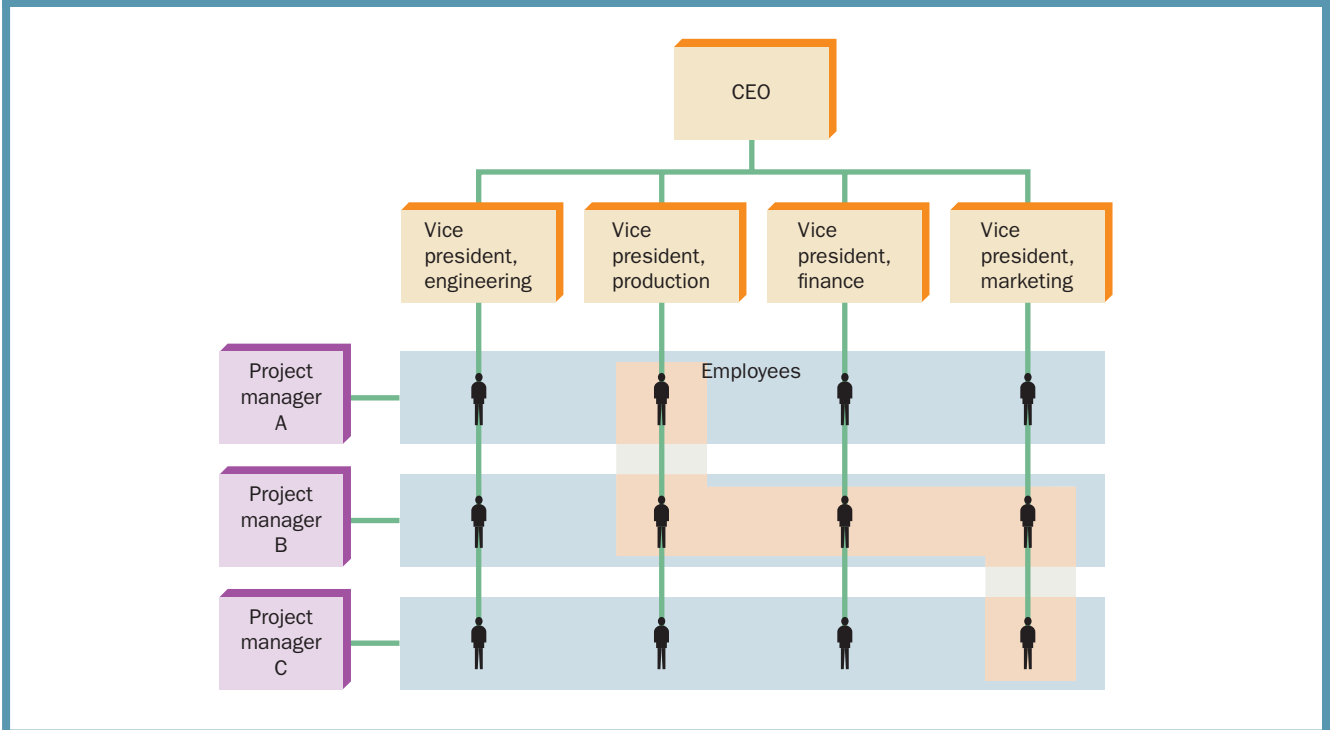 CEO
Vice
president,
engineering
Vice
president,
production
Vice
president,
finance
Vice
president,
marketing
Employees
Project
manager
A
Project
manager
B
Project
manager
C